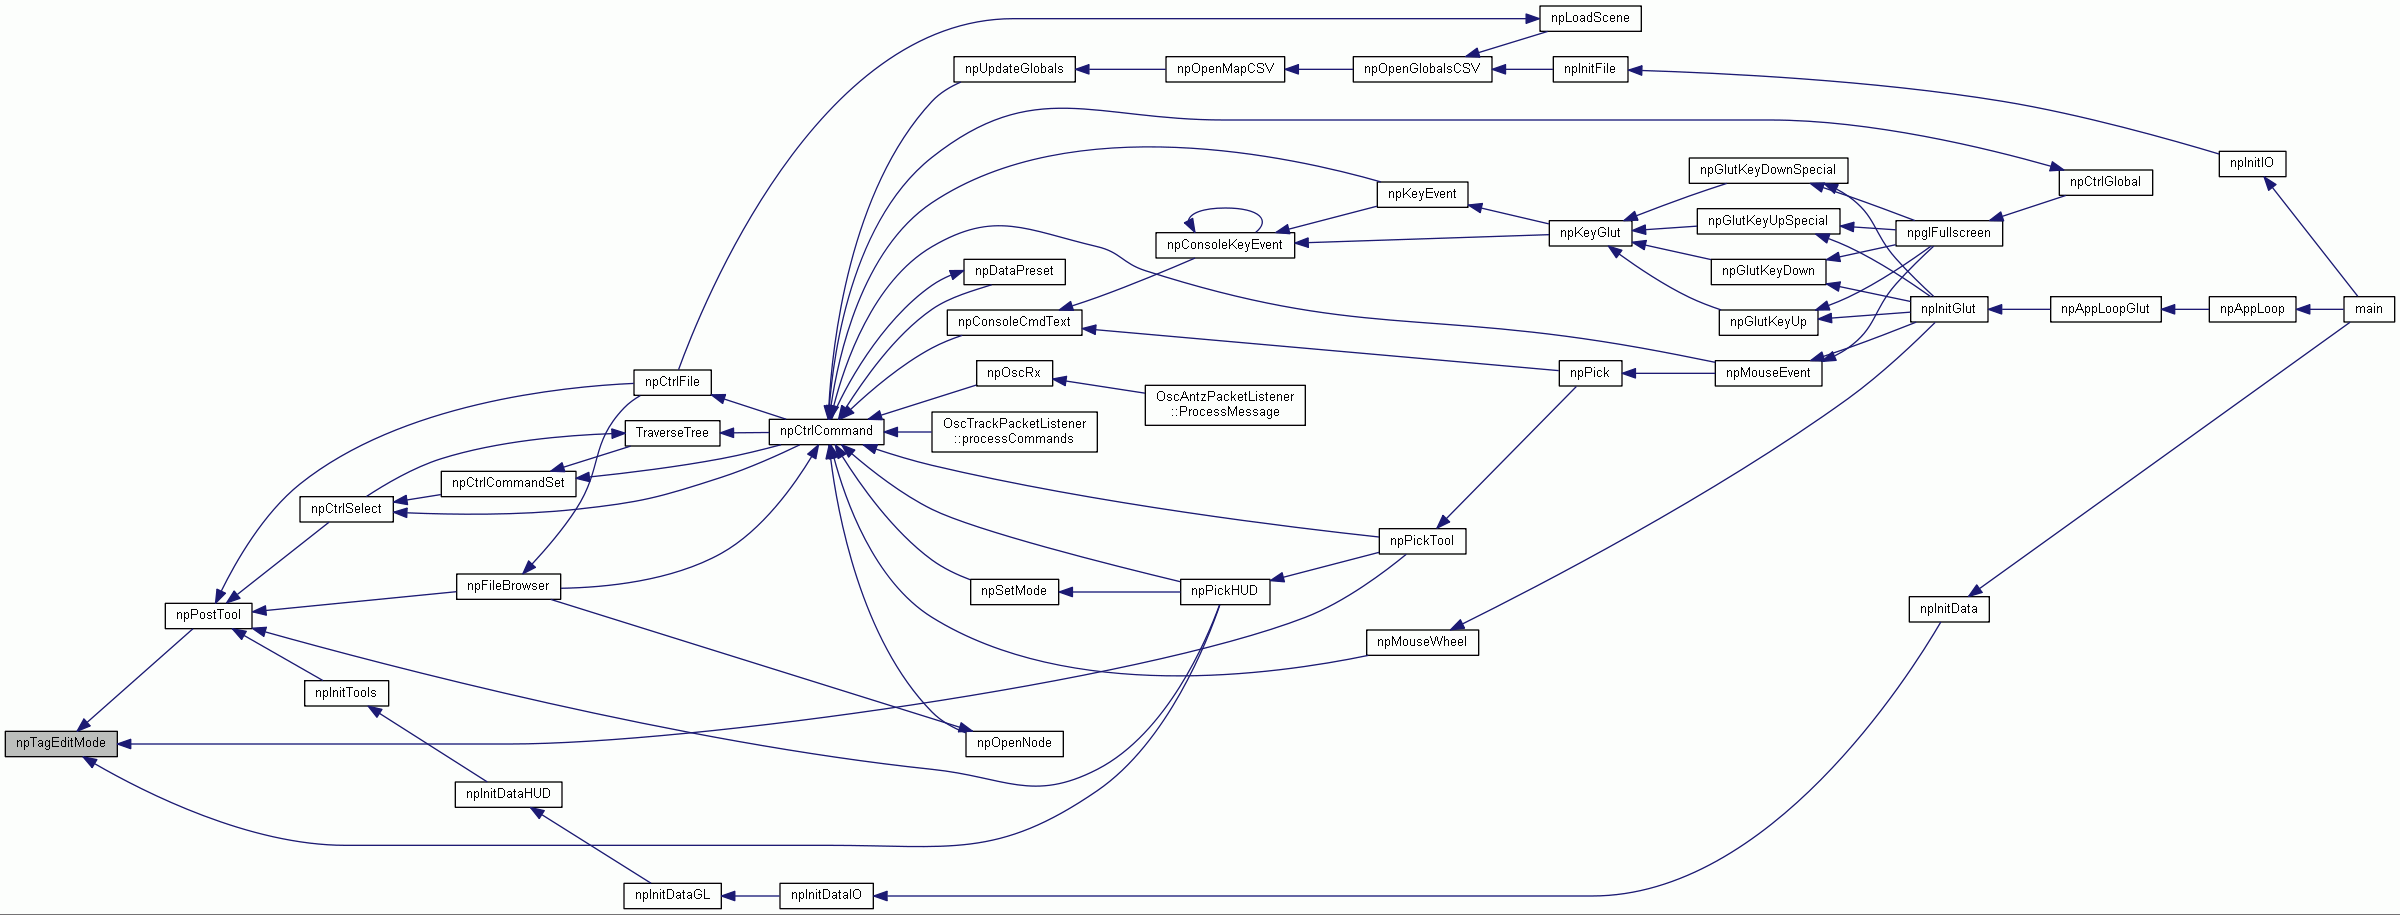 npLoadScene
npUpdateGlobals
npOpenMapCSV
npOpenGlobalsCSV
npInitFile
npInitIO
npGlutKeyDownSpecial
npCtrlGlobal
npKeyEvent
npGlutKeyUpSpecial
npKeyGlut
npglFullscreen
npConsoleKeyEvent
npDataPreset
npGlutKeyDown
npInitGlut
npAppLoopGlut
npAppLoop
main
npConsoleCmdText
npGlutKeyUp
npCtrlFile
npOscRx
npPick
npMouseEvent
OscAntzPacketListener
::ProcessMessage
TraverseTree
npCtrlCommand
OscTrackPacketListener
::processCommands
npCtrlCommandSet
npCtrlSelect
npPickTool
npFileBrowser
npSetMode
npPickHUD
npInitData
npPostTool
npMouseWheel
npInitTools
npTagEditMode
npOpenNode
npInitDataHUD
npInitDataGL
npInitDataIO